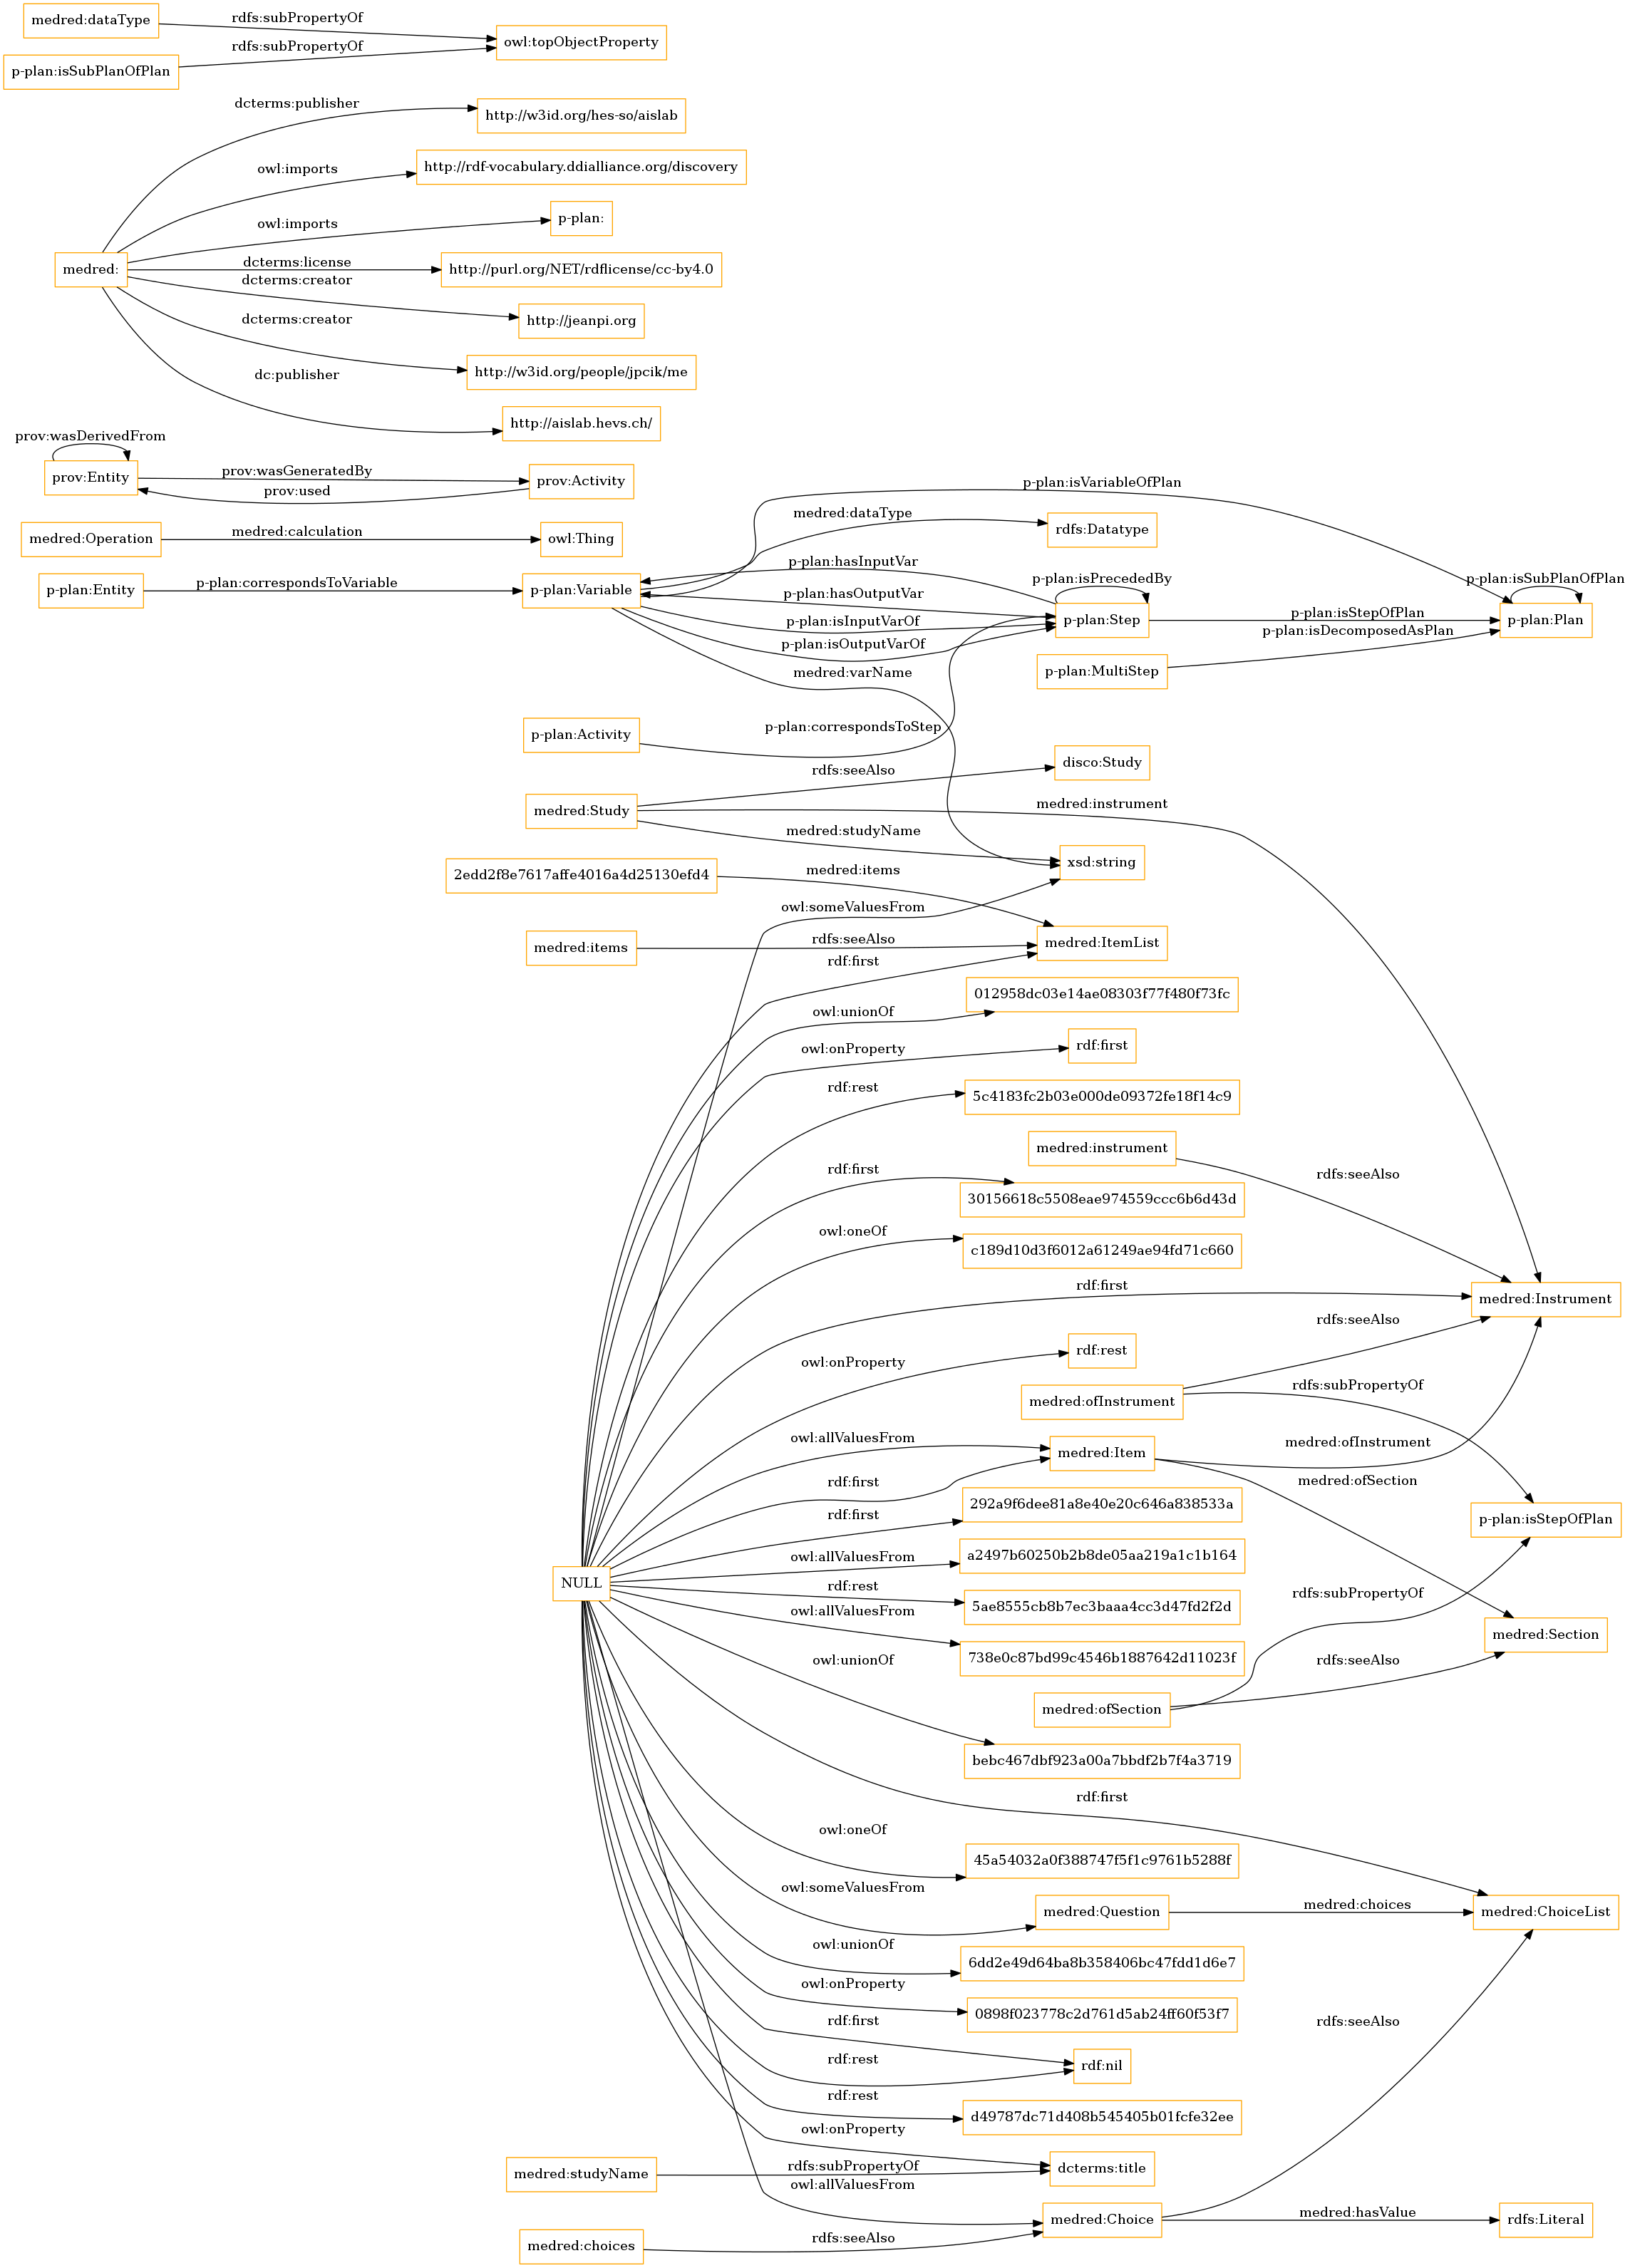 medred:dataType
rdfs:subPropertyOf
owl:topObjectProperty
rdfs:subPropertyOf
p-plan:isSubPlanOfPlan
dcterms:publisher
http://w3id.org/hes-so/aislab
owl:imports
http://rdf-vocabulary.ddialliance.org/discovery
owl:imports
p-plan:
medred:
dcterms:license
http://purl.org/NET/rdflicense/cc-by4.0
dcterms:creator
http://jeanpi.org
dcterms:creator
http://w3id.org/people/jpcik/me
dc:publisher
http://aislab.hevs.ch/
prov:wasDerivedFrom
prov:Entity
prov:wasGeneratedBy
prov:Activity
prov:used
p-plan:isVariableOfPlan
medred:dataType
rdfs:Datatype
medred:Operation
medred:calculation
owl:Thing
p-plan:hasInputVar
p-plan:isPrecededBy
p-plan:isSubPlanOfPlan
p-plan:Entity
p-plan:correspondsToVariable
p-plan:Variable
p-plan:hasOutputVar
p-plan:isInputVarOf
p-plan:Step
p-plan:isStepOfPlan
p-plan:Plan
p-plan:isDecomposedAsPlan
p-plan:isOutputVarOf
p-plan:MultiStep
medred:varName
p-plan:Activity
p-plan:correspondsToStep
disco:Study
rdfs:seeAlso
medred:Study
medred:instrument
medred:studyName
xsd:string
2edd2f8e7617affe4016a4d25130efd4
medred:items
owl:someValuesFrom
medred:items
rdfs:seeAlso
medred:ItemList
rdf:first
012958dc03e14ae08303f77f480f73fc
owl:unionOf
owl:onProperty
rdf:first
rdf:rest
5c4183fc2b03e000de09372fe18f14c9
medred:instrument
rdfs:seeAlso
rdf:first
30156618c5508eae974559ccc6b6d43d
owl:oneOf
c189d10d3f6012a61249ae94fd71c660
rdf:first
medred:Instrument
rdfs:seeAlso
owl:onProperty
rdf:rest
medred:ofInstrument
rdfs:subPropertyOf
owl:allValuesFrom
medred:Item
medred:ofInstrument
rdf:first
medred:ofSection
rdf:first
292a9f6dee81a8e40e20c646a838533a
p-plan:isStepOfPlan
owl:allValuesFrom
a2497b60250b2b8de05aa219a1c1b164
NULL
rdf:rest
5ae8555cb8b7ec3baaa4cc3d47fd2f2d
rdfs:subPropertyOf
owl:allValuesFrom
738e0c87bd99c4546b1887642d11023f
medred:Section
owl:unionOf
rdfs:seeAlso
medred:ofSection
bebc467dbf923a00a7bbdf2b7f4a3719
rdf:first
owl:oneOf
45a54032a0f388747f5f1c9761b5288f
owl:someValuesFrom
medred:Question
medred:choices
medred:ChoiceList
owl:unionOf
6dd2e49d64ba8b358406bc47fdd1d6e7
owl:onProperty
0898f023778c2d761d5ab24ff60f53f7
rdf:first
rdfs:seeAlso
rdf:rest
rdf:nil
rdf:rest
d49787dc71d408b545405b01fcfe32ee
owl:onProperty
medred:studyName
rdfs:subPropertyOf
dcterms:title
owl:allValuesFrom
medred:Choice
medred:hasValue
rdfs:Literal
medred:choices
rdfs:seeAlso